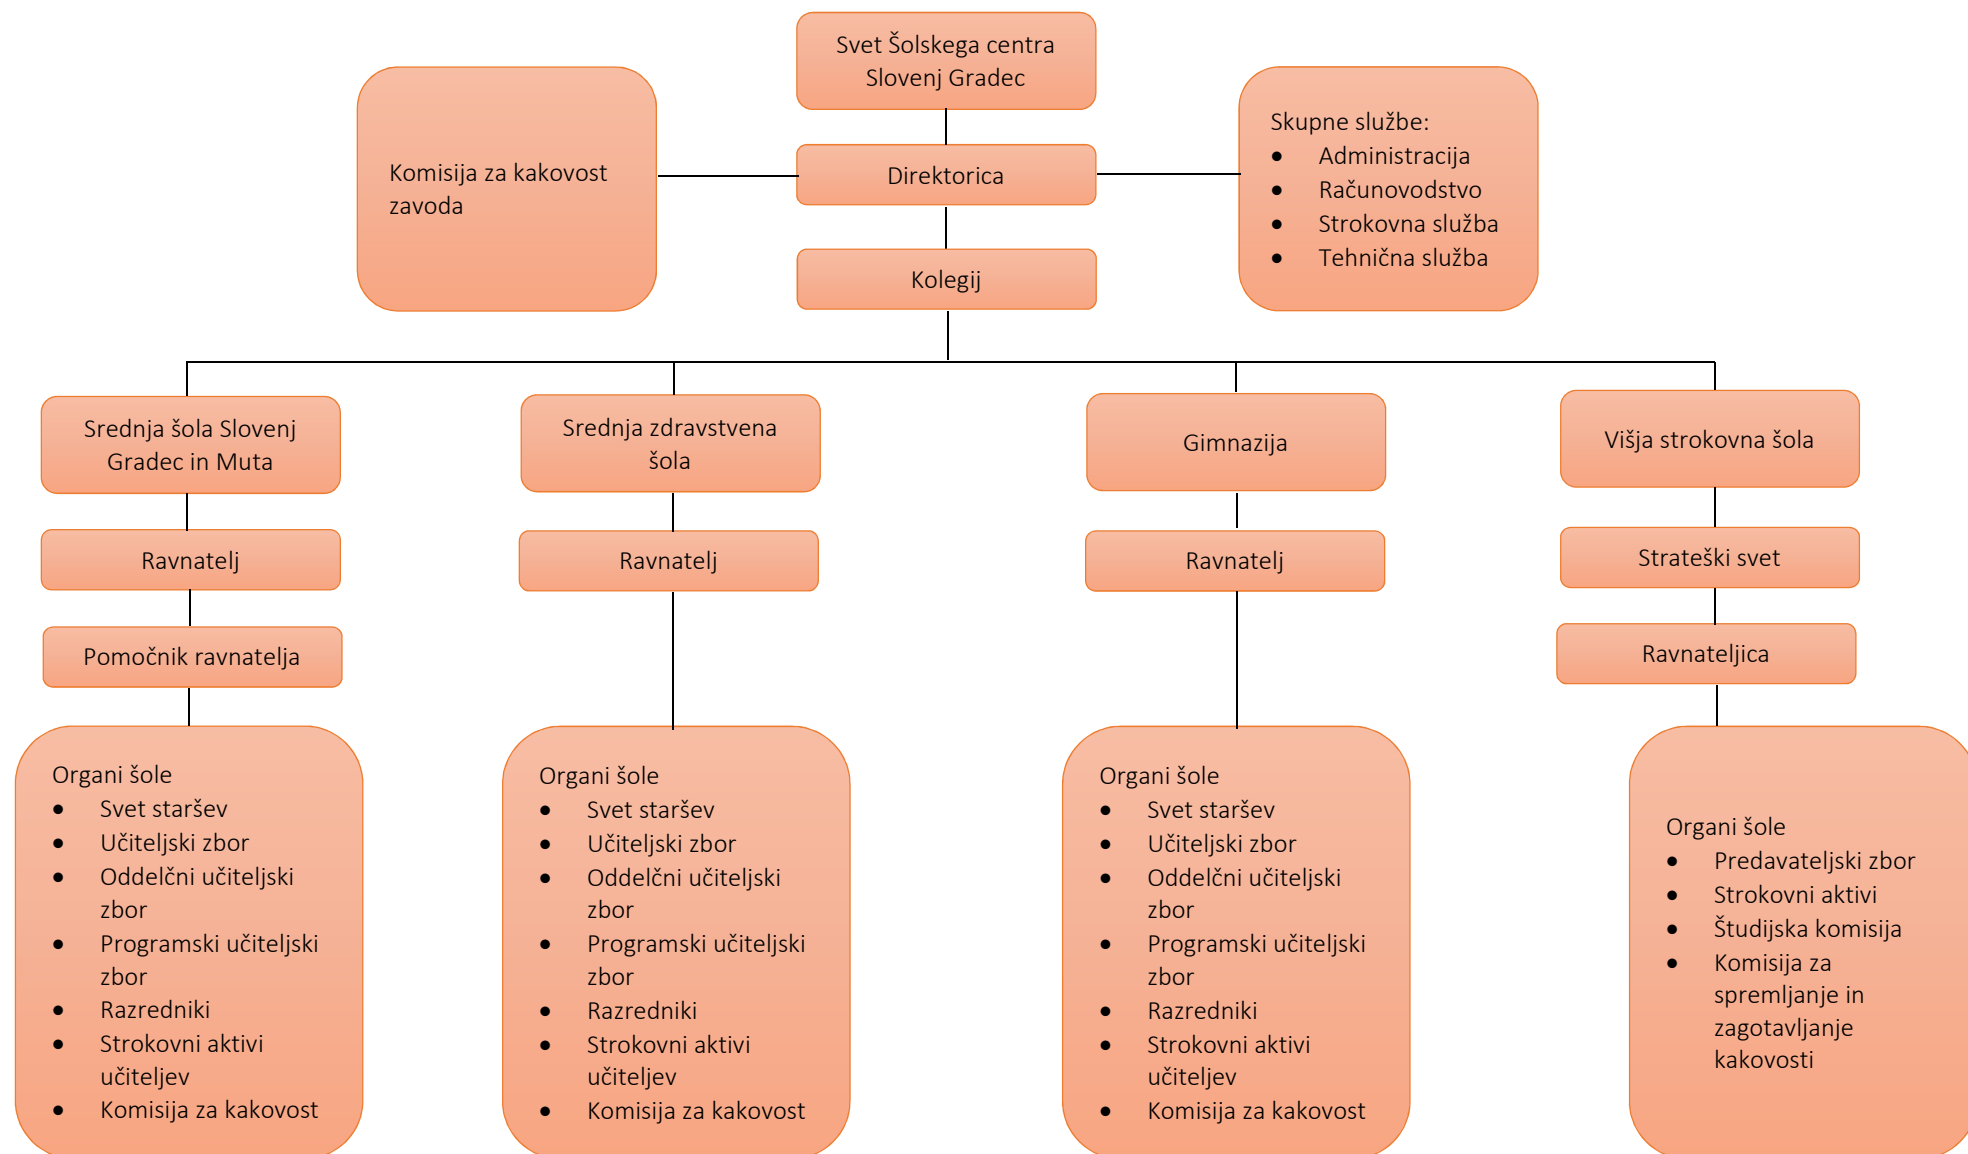 Svet Šolskega centra
Slovenj Gradec
Komisija za kakovost
zavoda
Direktorica
Skupne službe:
• Administracija
• Računovodstvo
• Strokovna služba
• Tehnična služba
Kolegij
Srednja šola Slovenj
Gradec in Muta
Ravnatelj
Pomočnik ravnatelja
Organi šole
• Svet staršev
• Učiteljski zbor
• Oddelčni učiteljski
zbor
• Programski učiteljski
zbor
• Razredniki
• Strokovni aktivi
učiteljev
• Komisija za kakovost
Srednja zdravstvena
šola
Ravnatelj
Organi šole
• Svet staršev
• Učiteljski zbor
• Oddelčni učiteljski
zbor
• Programski učiteljski
zbor
• Razredniki
• Strokovni aktivi
učiteljev
• Komisija za kakovost
Gimnazija
Ravnatelj
Organi šole
• Svet staršev
• Učiteljski zbor
• Oddelčni učiteljski
zbor
• Programski učiteljski
zbor
• Razredniki
• Strokovni aktivi
učiteljev
• Komisija za kakovost
Višja strokovna šola
Strateški svet
Ravnateljica
Organi šole
• Predavateljski zbor
• Strokovni aktivi
• Študijska komisija
• Komisija za
spremljanje in
zagotavljanje
kakovosti